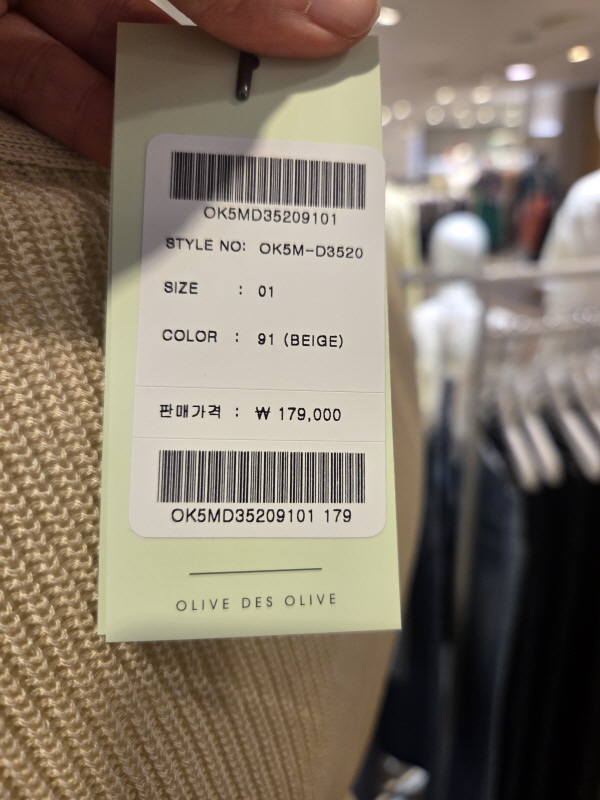 OK5MD35209101
STYLE NO: OK5M-D3520
SIZE : 01
COLOR : 91 (BEIGE)
판매가격 : ₩ 179,000
OK5MD35209101 179
OLIVE DES OLIVE